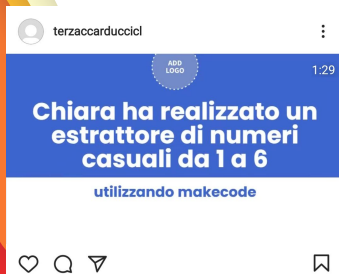 terzaccarduccicl
ADD
LOGO
1:29
Chiara ha realizzato un
estrattore di numeri
casuali da 1 a 6
utilizzando makecode